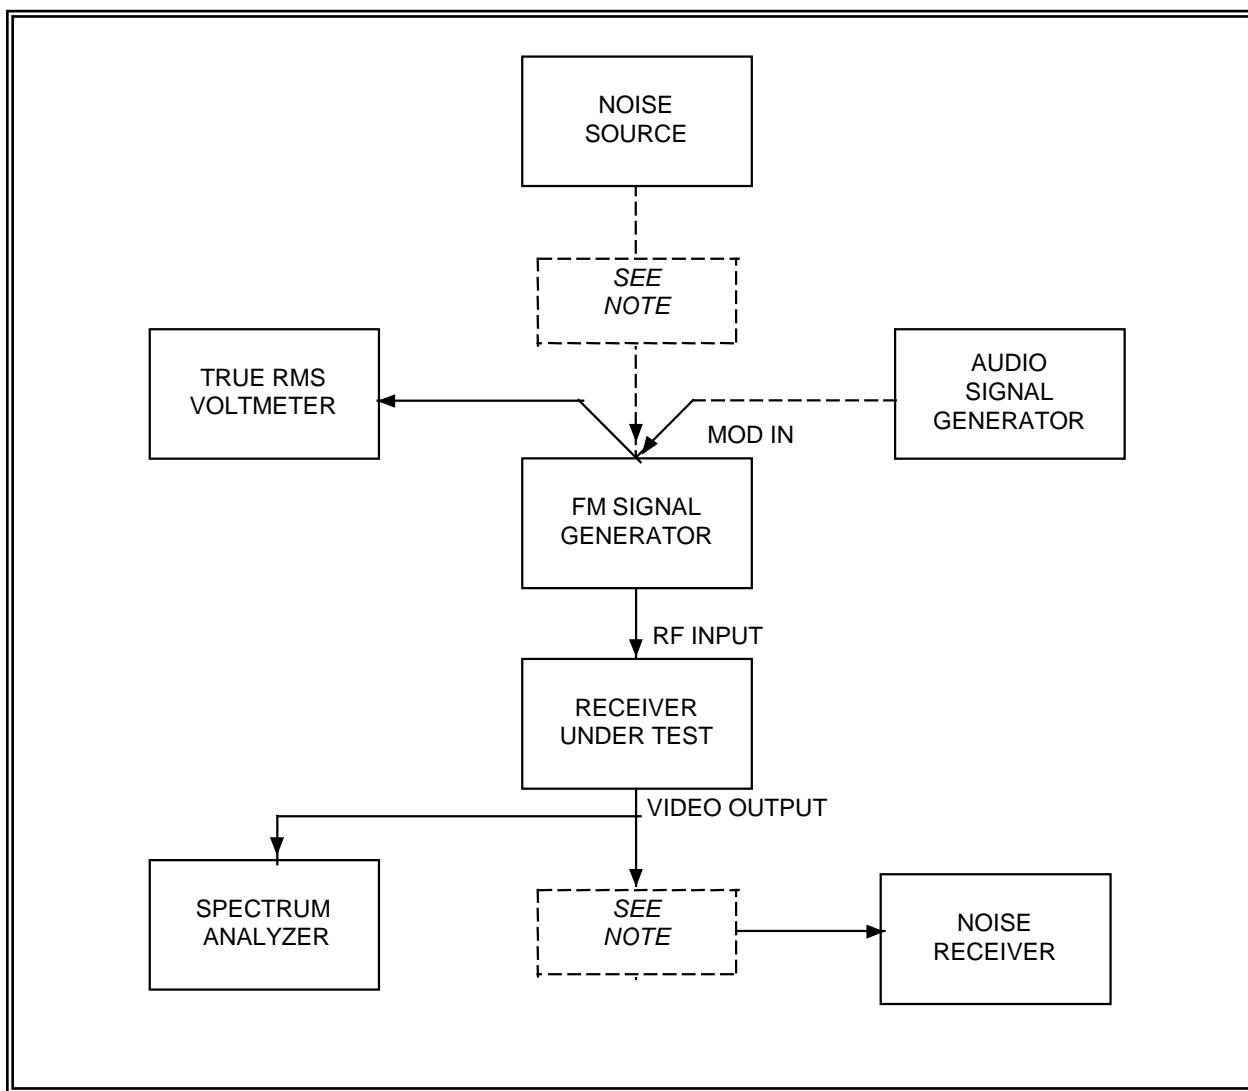 NOISE
SOURCE
SEE
NOTE
TRUE RMS
VOLTMETER
AUDIO
SIGNAL
GENERATOR
MOD IN
FM SIGNAL
GENERATOR
RF INPUT
RECEIVER
UNDER TEST
VIDEO OUTPUT
SPECTRUM
ANALYZER
SEE
NOTE
NOISE
RECEIVER